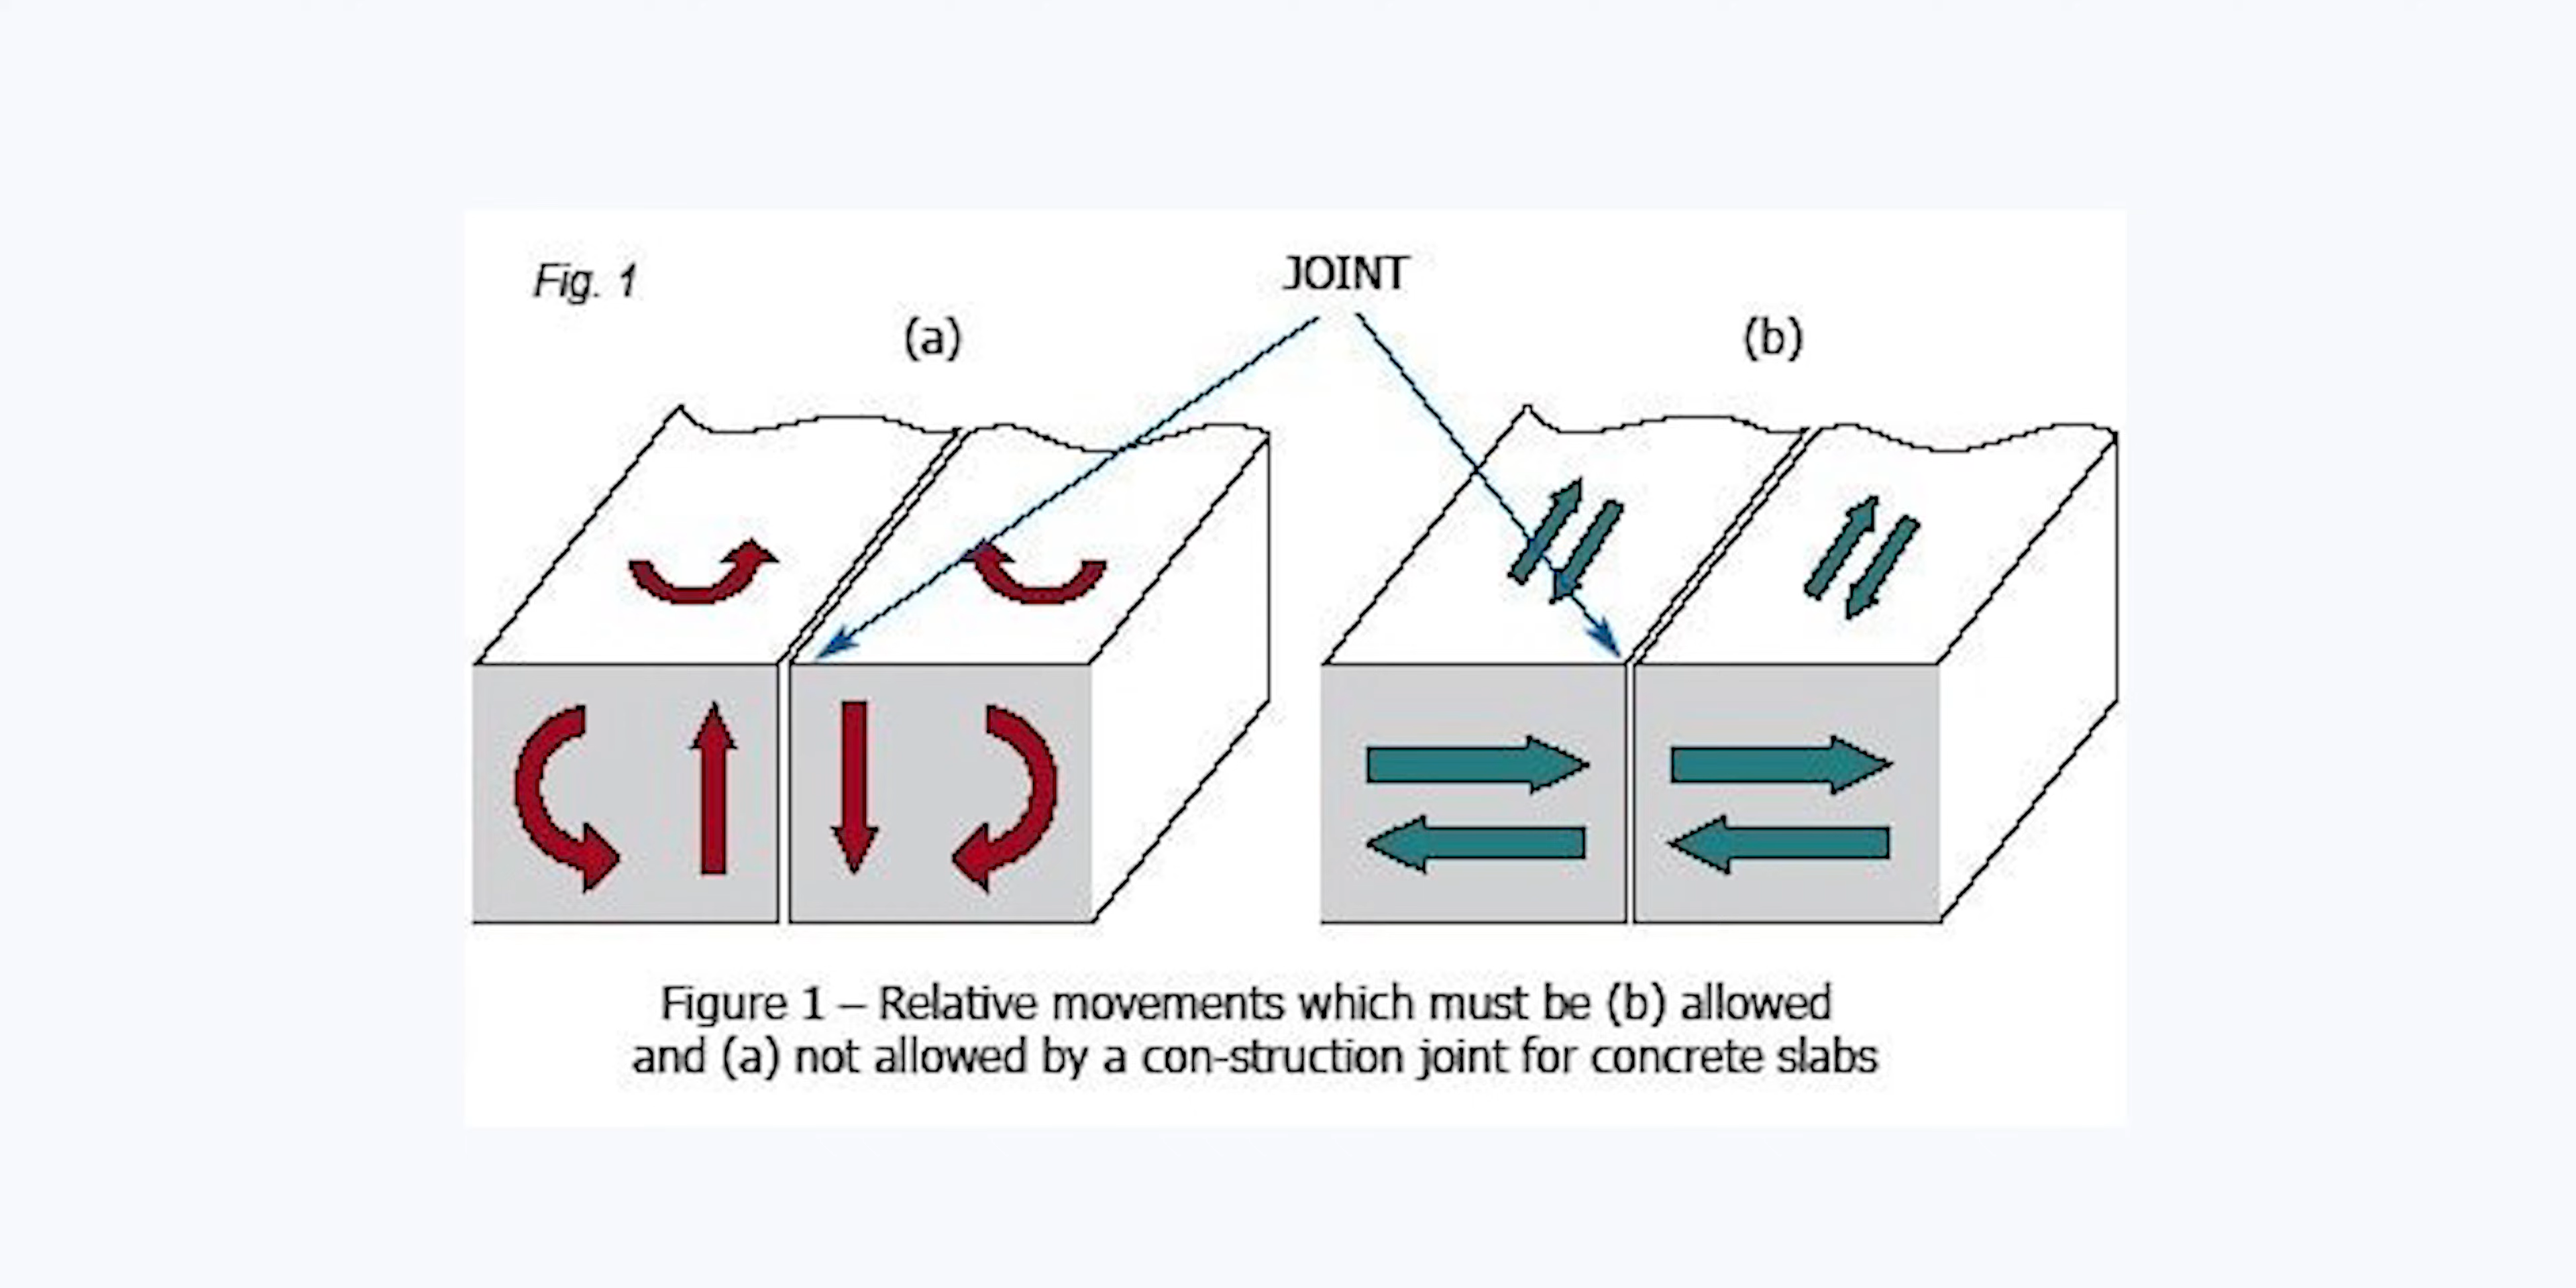 Fig. 1
JOINT
(a)
(b)
Figure 1 – Relative movements which must be (b) allowed
and (a) not allowed by a con-struction joint for concrete slabs